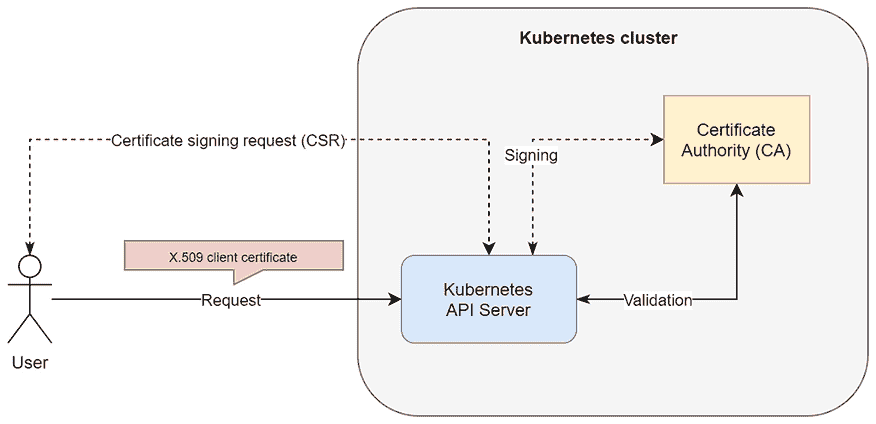 Kubernetes cluster
Certificate
Authority (CA)
Certificate signing request (CSR)
Signing
X.509 client certificate
Kubernetes
API Server
Request
Validation
User